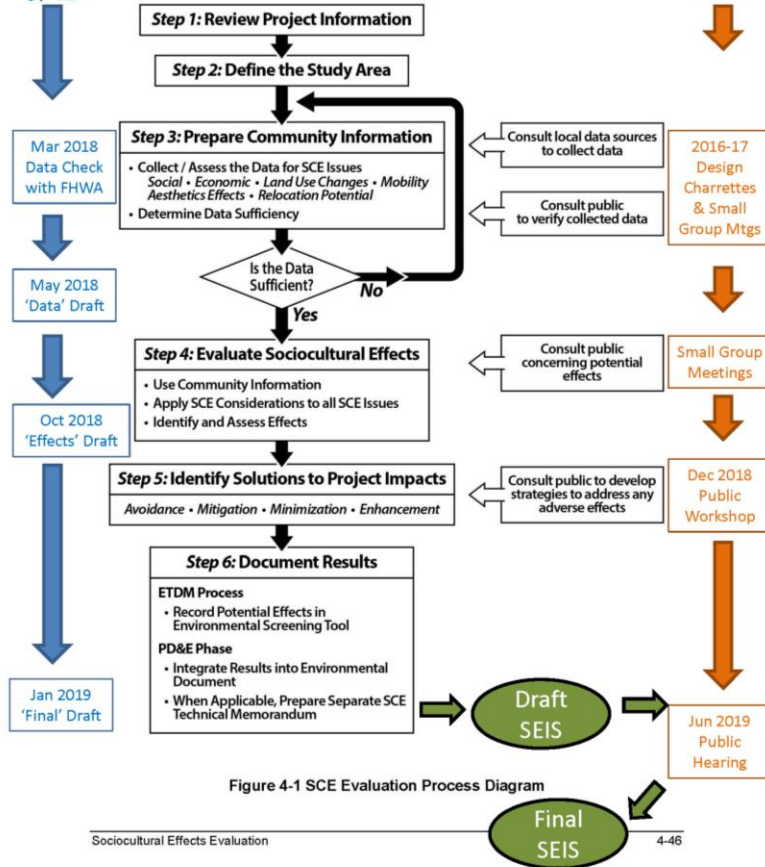 Step 1: Review Project Information
Step 2: Define the Study Area
Mar 2018
Data Check
with FHWA
Step 3: Prepare Community Information
• Collect / Assess the Data for SCE Issues
Social • Economic • Land Use Changes • Mobility
Aesthetics Effects • Relocation Potential
• Determine Data Sufficiency
Consult local data sources
to collect data
Consult public
to verify collected data
2016-17
Design
Charrettes
& Small
Group Mtgs
Is the Data
Sufficient?
No
Yes
May 2018
'Data' Draft
Step 4: Evaluate Sociocultural Effects
• Use Community Information
• Apply SCE Considerations to all SCE Issues
• Identify and Assess Effects
Consult public
concerning potential
effects
Small Group
Meetings
Oct 2018
'Effects' Draft
Step 5: Identify Solutions to Project Impacts
Avoidance • Mitigation • Minimization • Enhancement
Consult public to develop
strategies to address any
adverse effects
Dec 2018
Public
Workshop
Step 6: Document Results
ETDM Process
• Record Potential Effects in
Environmental Screening Tool
PD&E Phase
• Integrate Results into Environmental
Document
• When Applicable, Prepare Separate SCE
Technical Memorandum
Jan 2019
'Final' Draft
Draft
SEIS
Jun 2019
Public
Hearing
Figure 4-1 SCE Evaluation Process Diagram
Final
SEIS
Sociocultural Effects Evaluation
4-46